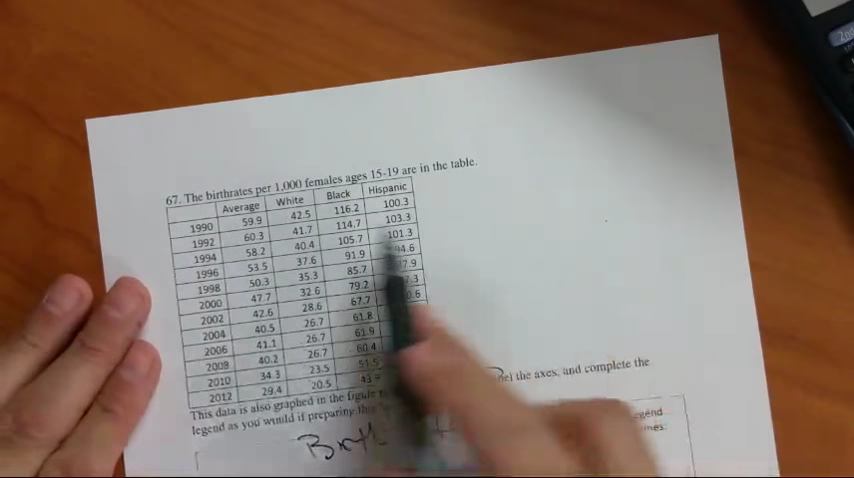 67. The birthrates per 1,000 females ages 15-19 are in the table.
Average White Black Hispanic
1990 59.9 42.5 116.2 100.3
1992 60.3 41.7 114.7 103.3
1994 58.2 40.4 105.7 101.3
1996 53.5 37.6 91.9 94.6
1998 50.3 35.3 85.7
2000 47.7 32.6 79.2
2002 42.6 28.6 67.7
2004 40.5 26.7 61.8
2006 41.1 26.7 61.9
2008 40.2 26.7 60.4
2010 34.3 23.5 51.5
2012 29.4 20.5 43
This data is also graphed in the figure the axes, and complete the
legend as you would if preparing this legend
2nd